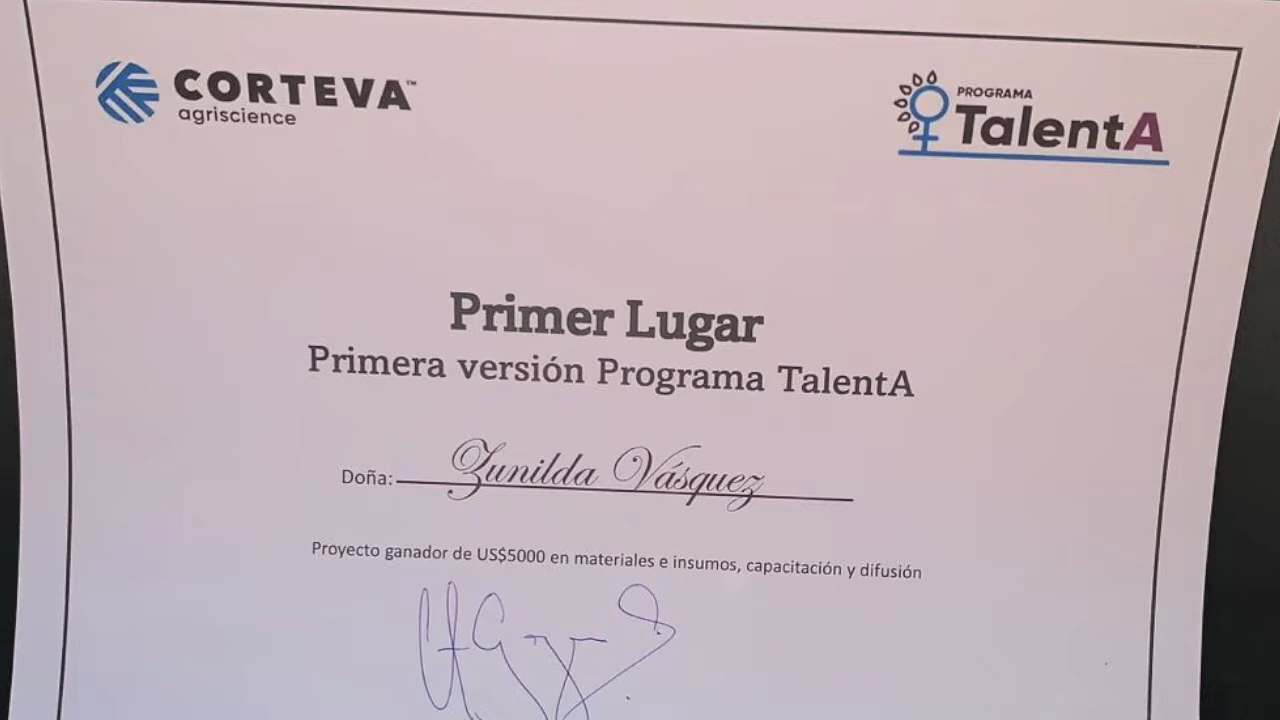 CORTEVA™
agriscience
PROGRAMA
TalentA
Primer Lugar
Primera versión Programa TalentA
Doña: Zunilda Vásquez
Proyecto ganador de US$5000 en materiales e insumos, capacitación y difusión